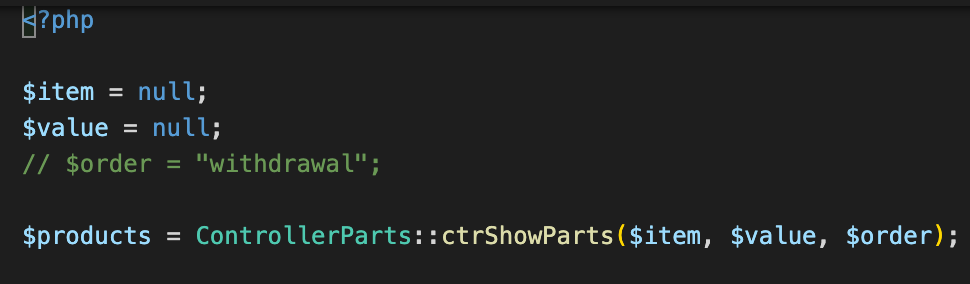 <?php
$item = null;
$value = null;
// $order = "withdrawal";
$products = ControllerParts::ctrShowParts($item, $value, $order);